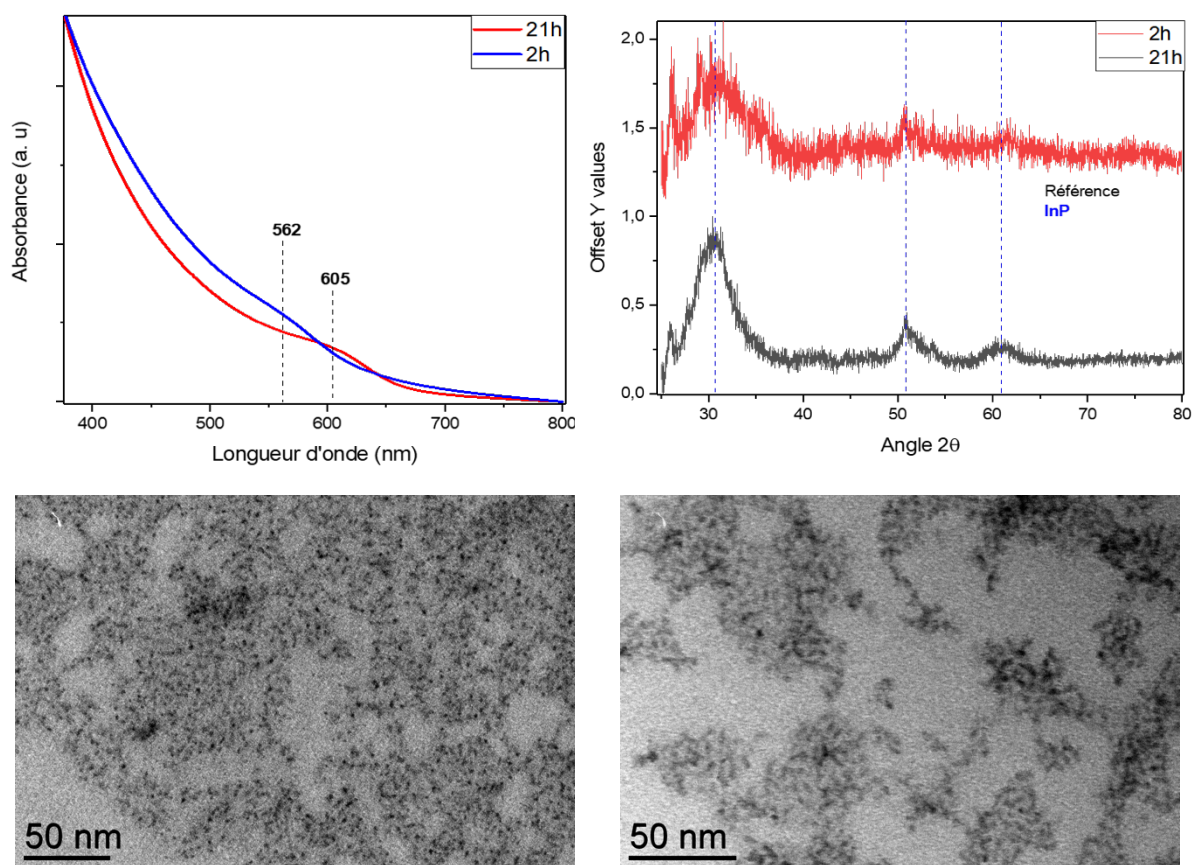 21h
2h
562
605
Absorbance (a. u)
400
500
600
700
800
Longueur d'onde (nm)
2h
21h
2,0
1,5
1,0
0,5
0,0
Offset Y values
Référence
InP
30
40
50
60
70
80
Angle 2θ
50 nm
50 nm